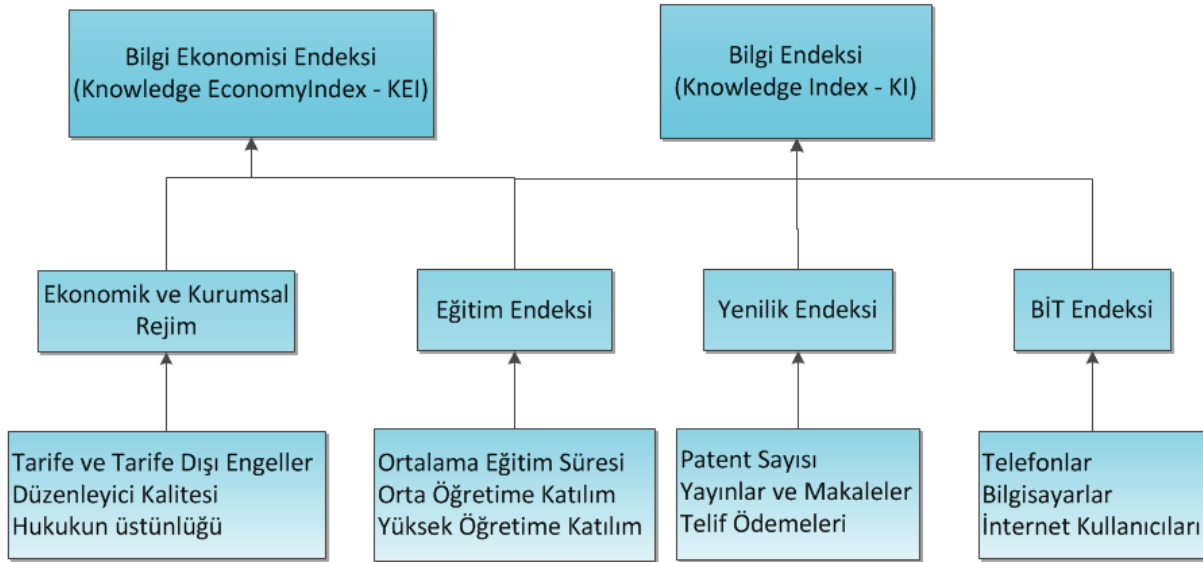 Bilgi Ekonomisi Endeksi
(Knowledge EconomyIndex - KEI)
Bilgi Endeksi
(Knowledge Index - KI)
Ekonomik ve Kurumsal
Rejim
Eğitim Endeksi
Yenilik Endeksi
BİT Endeksi
Tarife ve Tarife Dışı Engeller
Düzenleyici Kalitesi
Hukukun üstünlüğü
Ortalama Eğitim Süresi
Orta Öğretime Katılım
Yüksek Öğretime Katılım
Patent Sayısı
Yayınlar ve Makaleler
Telif Ödemeleri
Telefonlar
Bilgisayarlar
İnternet Kullanıcıları